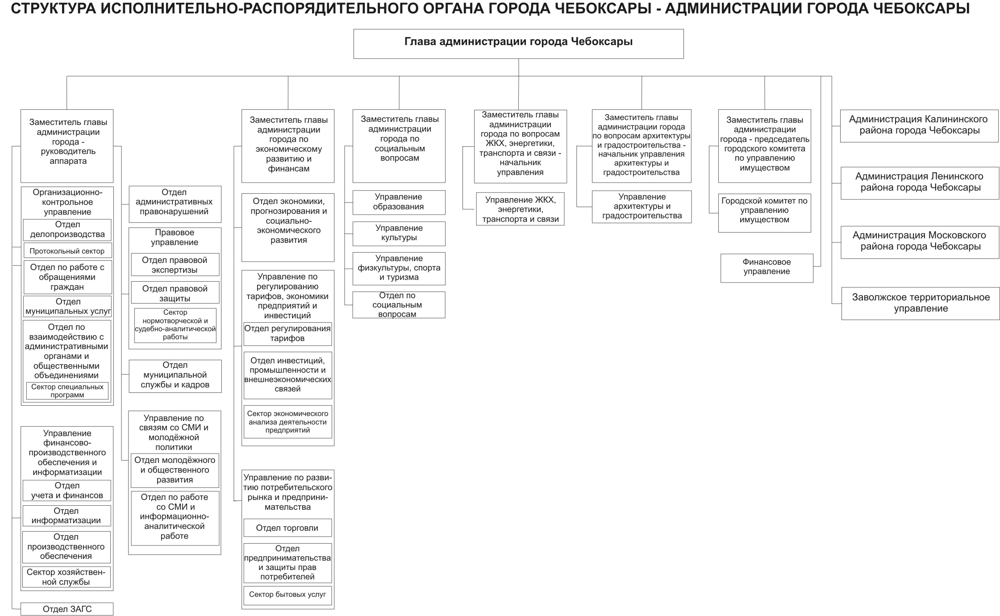 СТРУКТУРА ИСПОЛНИТЕЛЬНО-РАСПОРЯДИТЕЛЬНОГО ОРГАНА ГОРОДА ЧЕБОКСАРЫ - АДМИНИСТРАЦИИ ГОРОДА ЧЕБОКСАРЫ
Глава администрации города Чебоксары
Заместитель главы
администрации
города -
руководитель
аппарата
Организационно-
контрольное
управление
Отдел
делопроизводства
Протокольный сектор
Отдел по работе с
обращениями
граждан
Отдел
муниципальных услуг
Отдел по
взаимодействию с
административными
органами и
общественными
объединениями
Сектор специальных
программ
Управление
финансово-
производственного
обеспечения и
информатизации
Отдел
учета и финансов
Отдел
информатизации
Отдел
производственного
обеспечения
Сектор хозяйствен-
ной службы
Отдел ЗАГС
Отдел
административных
правонарушений
Правовое
управление
Отдел правовой
экспертизы
Отдел правовой
защиты
Сектор
нормотворческой и
судебно-аналитической
работы
Отдел
муниципальной
службы и кадров
Управление по
связям со СМИ и
молодёжной
политики
Отдел молодёжного
и общественного
развития
Отдел по работе
со СМИ и
информационно-
аналитической
работе
Заместитель главы
администрации
города по
экономическому
развитию и
финансам
Отдел экономики,
прогнозирования и
социально-
экономического
развития
Управление по
регулированию
тарифов, экономики
предприятий и
инвестиций
Отдел регулирования
тарифов
Отдел инвестиций,
промышленности и
внешнеэкономических
связей
Сектор экономического
анализа деятельности
предприятий
Управление по разви-
тию потребительского
рынка и предприни-
мательства
Отдел торговли
Отдел
предпринимательства
и защиты прав
потребителей
Сектор бытовых услуг
Заместитель главы
администрации
города по
социальным
вопросам
Управление
образования
Управление
культуры
Управление
физкультуры, спорта
и туризма
Отдел по
социальным
вопросам
Заместитель главы
администрации
города по вопросам
ЖКХ, энергетики,
транспорта и связи -
начальник
управления
Управление ЖКХ,
энергетики,
транспорта и связи
Заместитель главы
администрации города
по вопросам архитектуры
и градостроительства -
начальник управления
архитектуры и
градостроительства
Управление
архитектуры и
градостроительства
Заместитель главы
администрации
города - председатель
городского комитета
по управлению
имуществом
Городской комитет по
управлению
имуществом
Финансовое
управление
Администрация Калининского
района города Чебоксары
Администрация Ленинского
района города Чебоксары
Администрация Московского
района города Чебоксары
Заволжское территориальное
управление